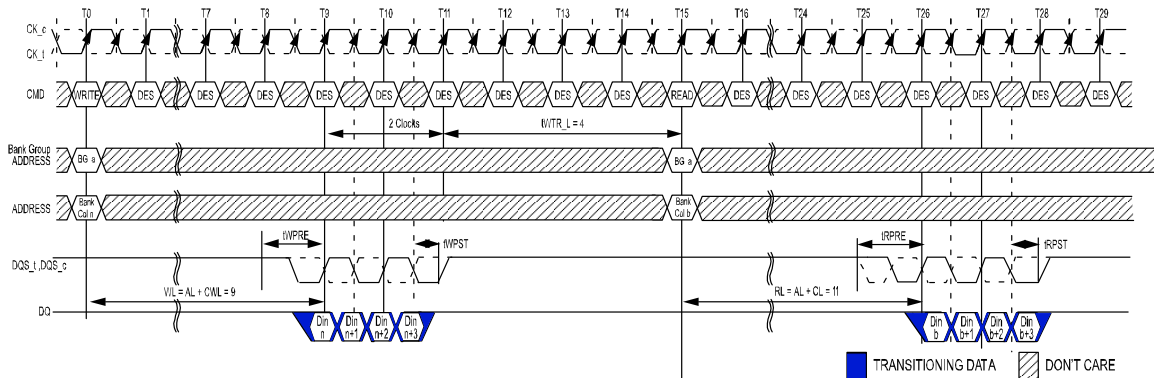 T0 T1 T7 T8 T9 T10 T11 T12 T13 T14 T15 T16 T24 T25 T26 T27 T28 T29
CK_c
CK_t
CMD WRITE DES DES DES DES DES DES DES DES DES READ DES DES DES DES DES DES DES
2 Clocks tWTR_L = 4
Bank Group
ADDRESS BG a BG a
ADDRESS Bank
Col n Bank
Col b
tWPRE tWPST tRPRE tRPST
DQS_t ,DQS_c
WL = AL + CWL = 9 RL = AL + CL = 11
DQ Din
n Din
n+1 Din
n+2 Din
n+3 Din
b Din
b+1 Din
b+2 Din
b+3
TRANSITIONING DATA DON'T CARE